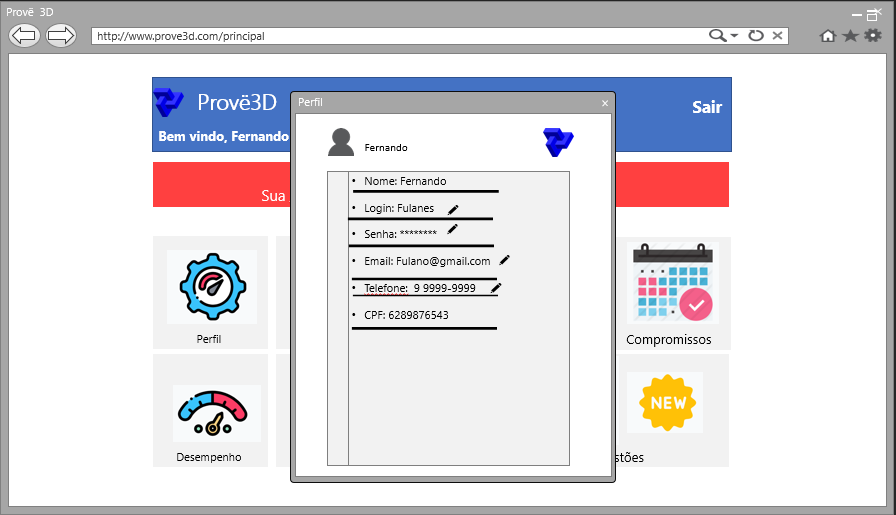 Provë 3D
http://www.prove3d.com/principal
Provë3D
Sair
Bem vindo, Fernando
Sua
Perfil
Fernando
Nome: Fernando
Login: Fulanes
Senha: ********
Email: Fulano@gmail.com
Telefone: 9 9999-9999
CPF: 6289876543
Perfil
Compromissos
Desempenho
NEW
stões